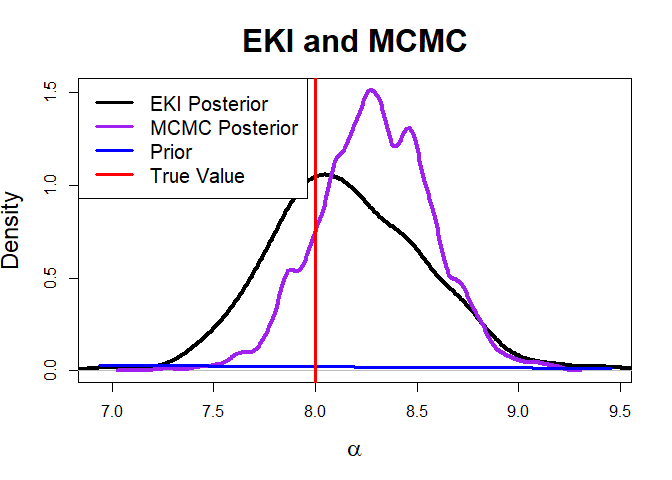 EKI and MCMC
EKI Posterior
MCMC Posterior
Prior
True Value
Density
0.0
0.5
1.0
1.5
7.0 7.5 8.0 8.5 9.0 9.5
α